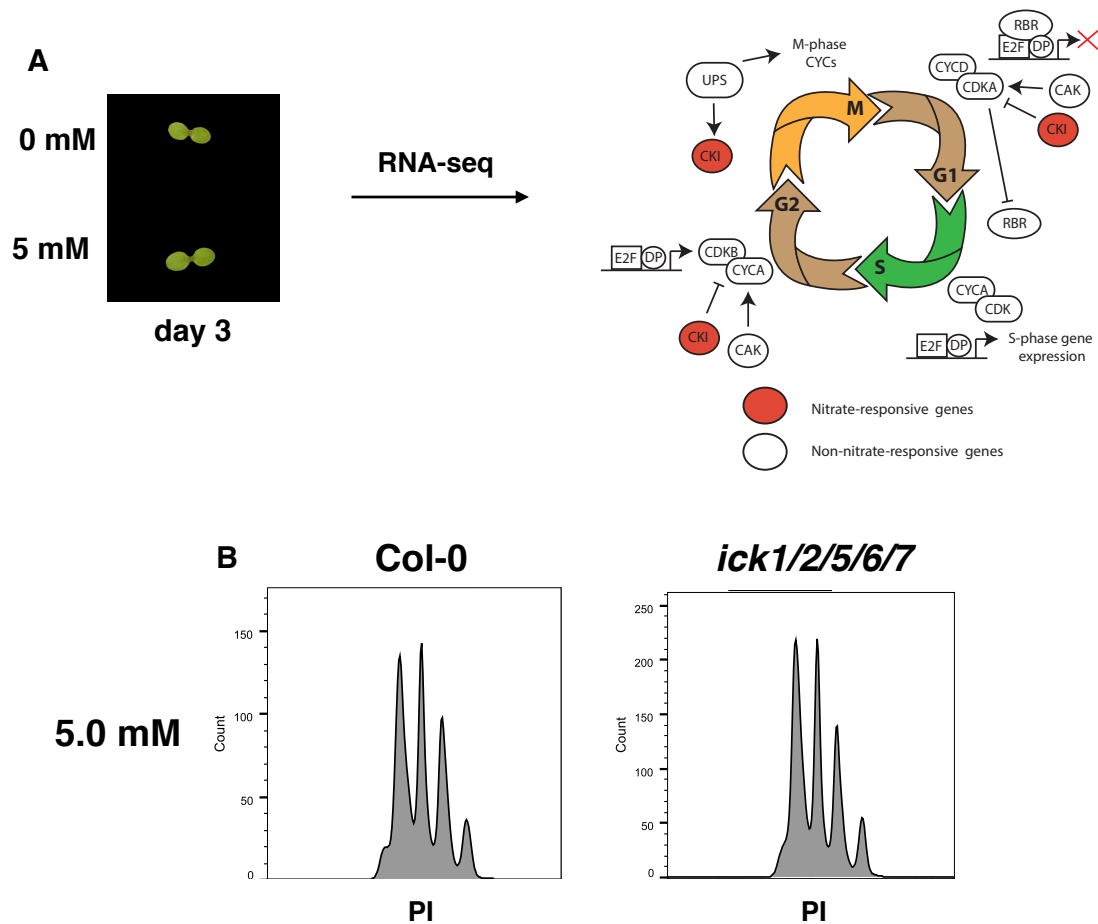 A
0 mM
5 mM
day 3
RNA-seq
M-phase
CYCs
UPS
CKI
RBR
E2F DP
CYCD
CDKA
CAK
CKI
RBR
M
G1
S
G2
E2F DP
CDKB
CYCA
CKI
CAK
CYCA
CDK
E2F DP
S-phase gene
expression
Nitrate-responsive genes
Non-nitrate-responsive genes
B
Col-0
ick1/2/5/6/7
5.0 mM
Count
150
100
50
0
PI
Count
250
200
150
100
50
0
PI